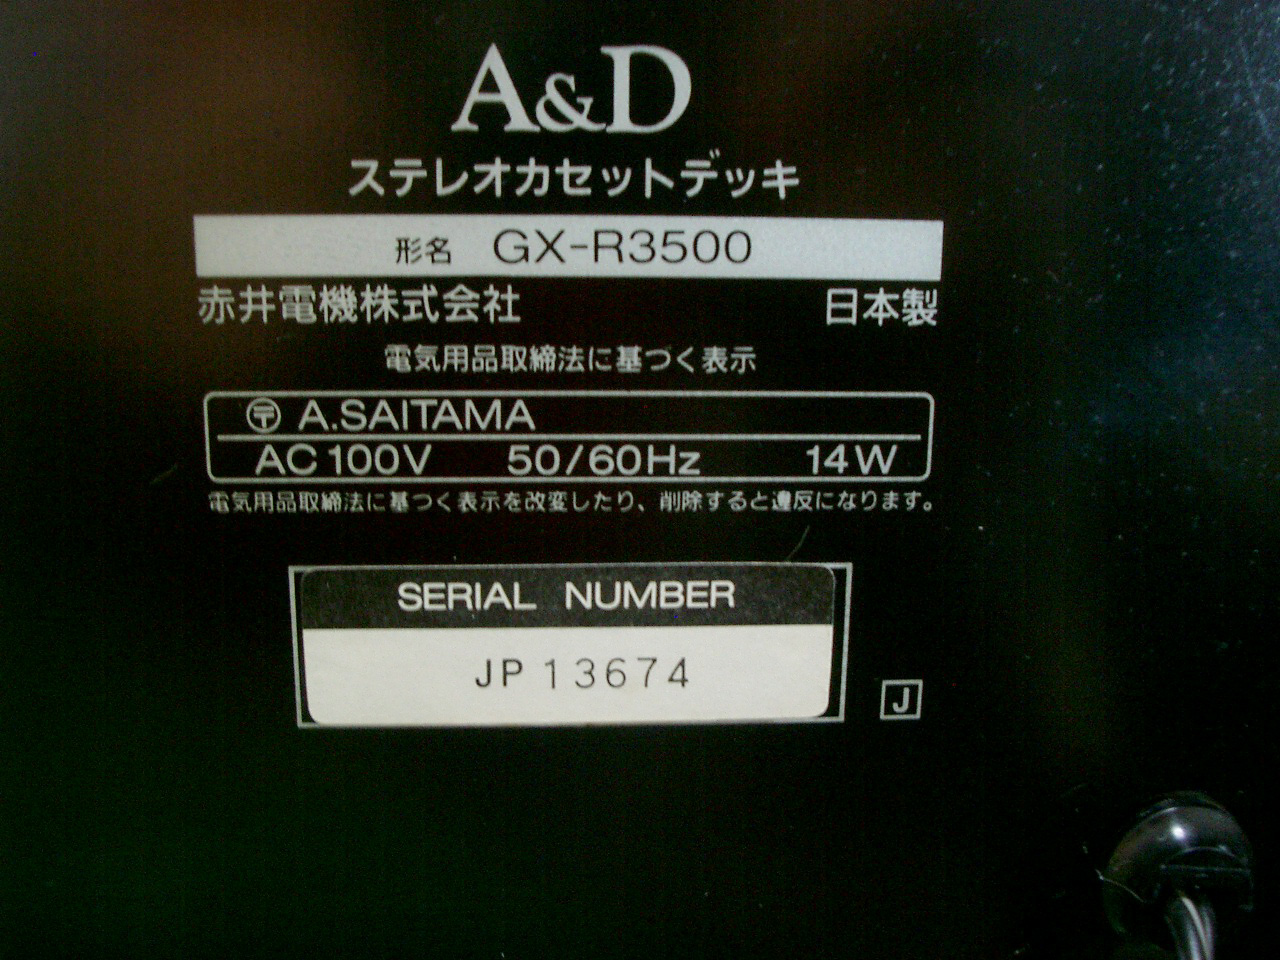 A&D
ステレオカセットデッキ
形名 GX-R3500
赤井電機株式会社 日本製
電気用品取締法に基づく表示
〶 A.SAITAMA
AC100V 50/60Hz 14W
電気用品取締法に基づく表示を改変したり、削除すると違反になります。
SERIAL NUMBER
JP 13674
J